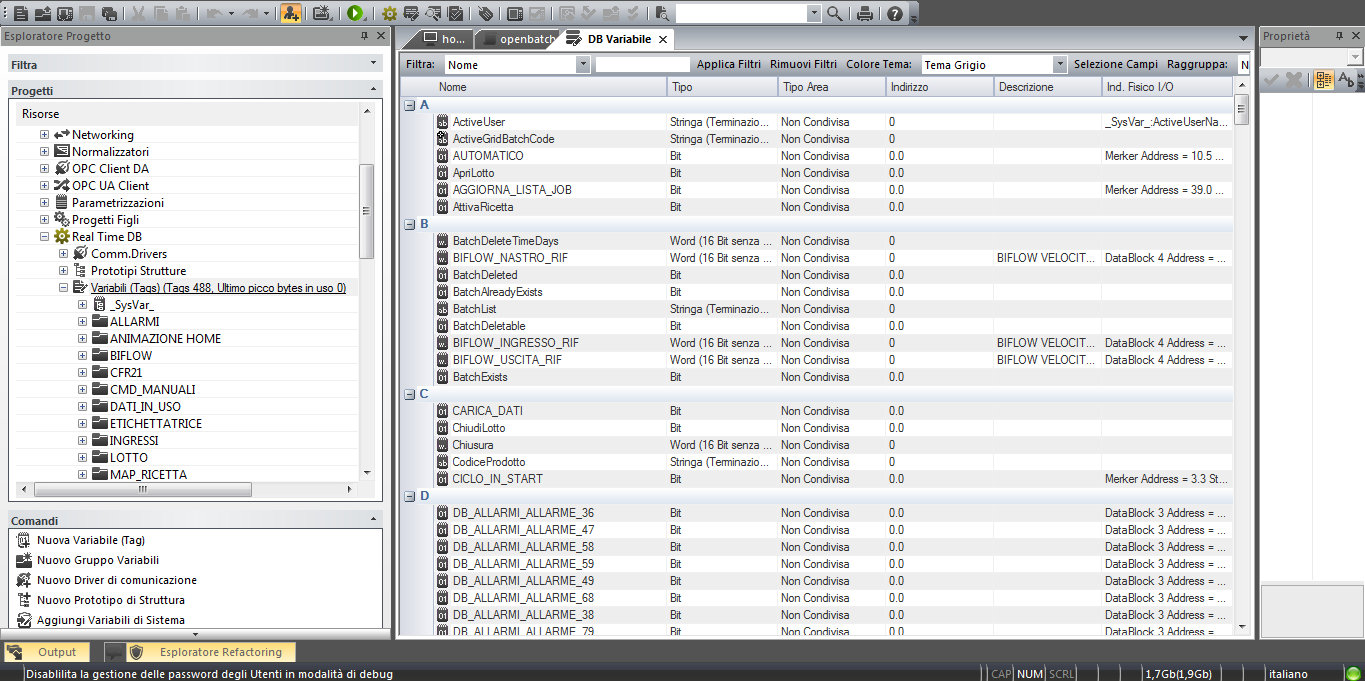 Esploratore Progetto
Filtra
Progetti
Risorse
Networking
Normalizzatori
OPC Client DA
OPC UA Client
Parametrizzazioni
Progetti Figli
Real Time DB
Comm.Drivers
Prototipi Strutture
Variabili (Tags) (Tags 488, Ultimo picco bytes in uso 0)
_SysVar_
ALLARMI
ANIMAZIONE HOME
BIFLOW
CFR21
CMD_MANUALI
DATI_IN_USO
ETICHETTATRICE
INGRESSI
LOTTO
MAP_RICETTA
Comandi
Nuova Variabile (Tag)
Nuovo Gruppo Variabili
Nuovo Driver di comunicazione
Nuovo Prototipo di Struttura
Aggiungi Variabili di Sistema
ho... openbatch DB Variabile
Filtra: Nome Applica Filtri Rimuovi Filtri Colore Tema: Tema Grigio Selezione Campi Raggruppa: N
Nome Tipo Tipo Area Indirizzo Descrizione Ind. Fisico I/O
A
ActiveUser Stringa (Terminazio... Non Condivisa 0 _SysVar_:ActiveUserNa...
ActiveGridBatchCode Stringa (Terminazio... Non Condivisa 0
AUTOMATICO Bit Non Condivisa 0.0 Merker Address = 10.5 ...
ApriLotto Bit Non Condivisa 0.0
AGGIORNA_LISTA_JOB Bit Non Condivisa 0.0 Merker Address = 39.0 ...
AttivaRicetta Bit Non Condivisa 0.0
B
BatchDeleteTimeDays Word (16 Bit senza ... Non Condivisa 0
BIFLOW_NASTRO_RIF Word (16 Bit senza ... Non Condivisa 0 BIFLOW VELOCIT... DataBlock 4 Address = ...
BatchDeleted Bit Non Condivisa 0.0
BatchAlreadyExists Bit Non Condivisa 0.0
BatchList Stringa (Terminazio... Non Condivisa 0
BatchDeletable Bit Non Condivisa 0.0
BIFLOW_INGRESSO_RIF Word (16 Bit senza ... Non Condivisa 0 BIFLOW VELOCIT... DataBlock 4 Address = ...
BIFLOW_USCITA_RIF Word (16 Bit senza ... Non Condivisa 0 BIFLOW VELOCIT... DataBlock 4 Address = ...
BatchExists Bit Non Condivisa 0.0
C
CARICA_DATI Bit Non Condivisa 0.0
ChiudiLotto Bit Non Condivisa 0.0
Chiusura Word (16 Bit senza ... Non Condivisa 0
CodiceProdotto Stringa (Terminazio... Non Condivisa 0
CICLO_IN_START Bit Non Condivisa 0.0 Merker Address = 3.3 St...
D
DB_ALLARMI_ALLARME_36 Bit Non Condivisa 0.0 DataBlock 3 Address = ...
DB_ALLARMI_ALLARME_47 Bit Non Condivisa 0.0 DataBlock 3 Address = ...
DB_ALLARMI_ALLARME_58 Bit Non Condivisa 0.0 DataBlock 3 Address = ...
DB_ALLARMI_ALLARME_59 Bit Non Condivisa 0.0 DataBlock 3 Address = ...
DB_ALLARMI_ALLARME_49 Bit Non Condivisa 0.0 DataBlock 3 Address = ...
DB_ALLARMI_ALLARME_68 Bit Non Condivisa 0.0 DataBlock 3 Address = ...
DB_ALLARMI_ALLARME_38 Bit Non Condivisa 0.0 DataBlock 3 Address = ...
DB_ALLARMI_ALLARME_79 Bit Non Condivisa 0.0 DataBlock 3 Address = ...
Proprietà
Output Esploratore Refactoring
Disablilita la gestione delle password degli Utenti in modalità di debug CAP NUM SCRL 1,7Gb(1,9Gb) italiano